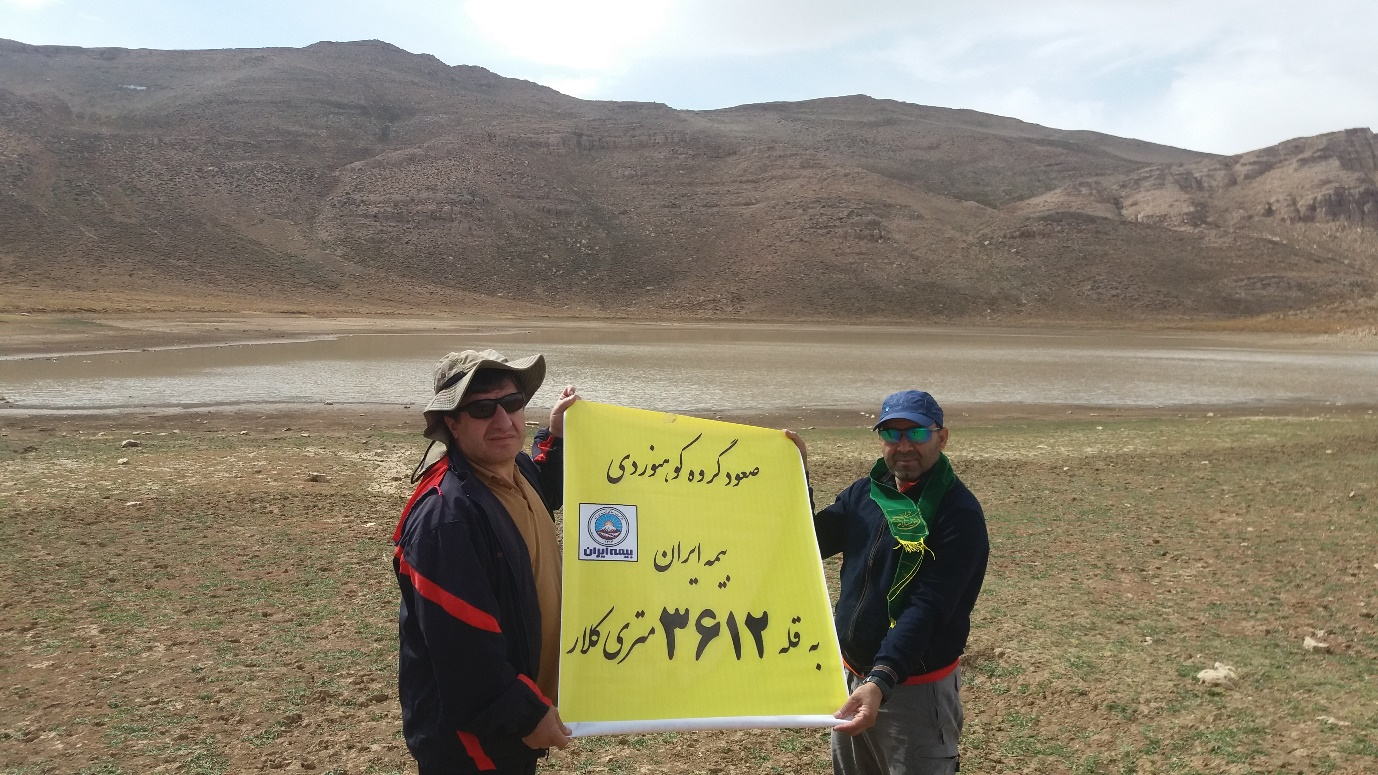 صعود گروه کوهنوردی
بیمه ایران
بیمه ایران
به قله ۳۶۱۲ متری کلار